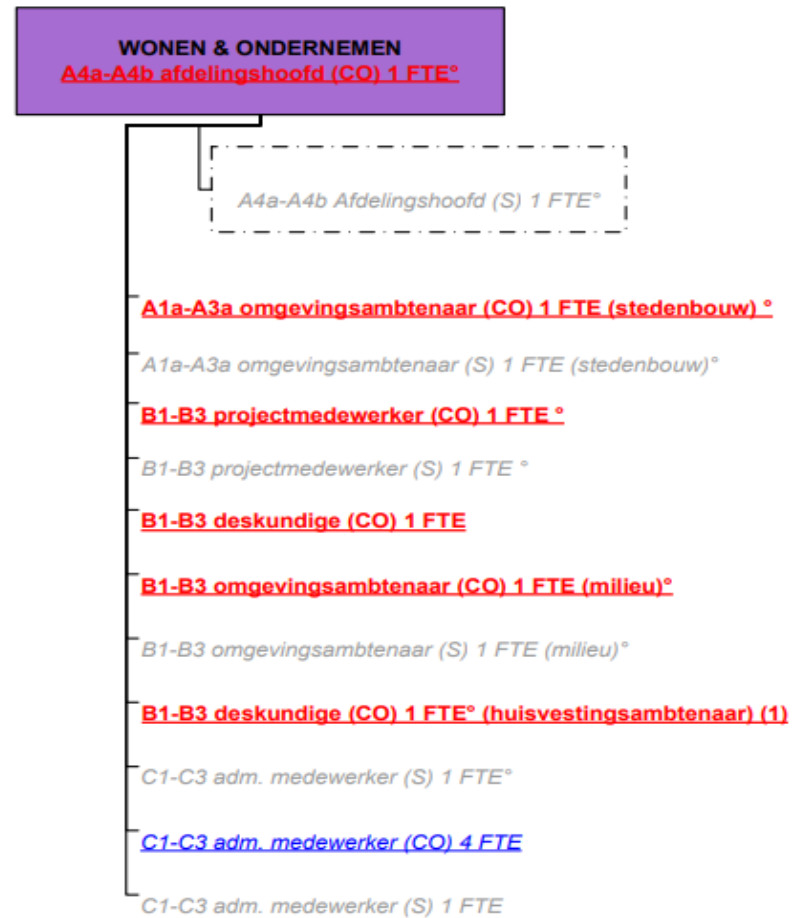 WONEN & ONDERNEMEN
A4a-A4b afdelingshoofd (CO) 1 FTE°
A4a-A4b Afdelingshoofd (S) 1 FTE°
A1a-A3a omgevingsambtenaar (CO) 1 FTE (stedenbouw) °
A1a-A3a omgevingsambtenaar (S) 1 FTE (stedenbouw)°
B1-B3 projectmedewerker (CO) 1 FTE °
B1-B3 projectmedewerker (S) 1 FTE °
B1-B3 deskundige (CO) 1 FTE
B1-B3 omgevingsambtenaar (CO) 1 FTE (milieu)°
B1-B3 omgevingsambtenaar (S) 1 FTE (milieu)°
B1-B3 deskundige (CO) 1 FTE° (huisvestingsambtenaar) (1)
C1-C3 adm. medewerker (S) 1 FTE°
C1-C3 adm. medewerker (CO) 4 FTE
C1-C3 adm. medewerker (S) 1 FTE